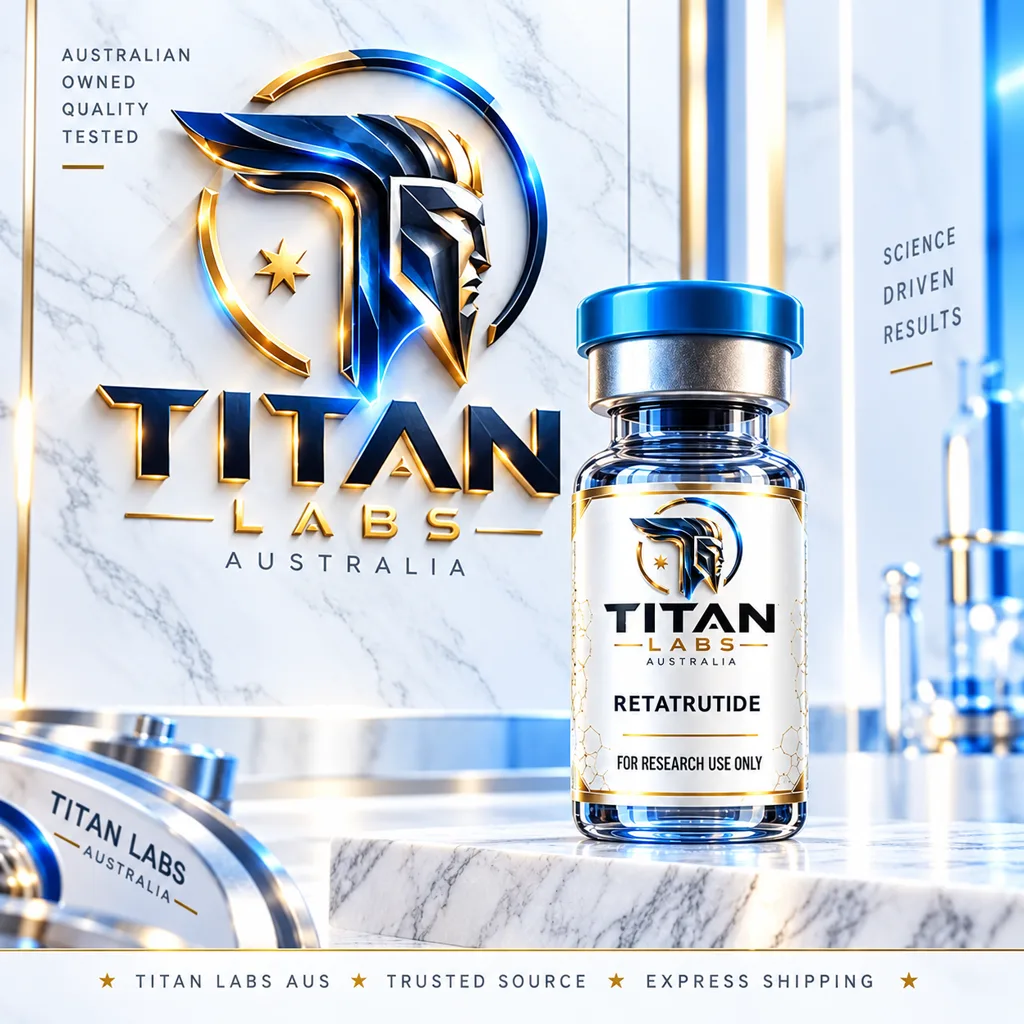 AUSTRALIAN
OWNED
QUALITY
TESTED
TITAN
LABS
AUSTRALIA
SCIENCE
DRIVEN
RESULTS
TITAN
LABS
AUSTRALIA
RETATRUTIDE
FOR RESEARCH USE ONLY
TITAN LABS
AUSTRALIA
TITAN LABS AUS ★ TRUSTED SOURCE ★ EXPRESS SHIPPING